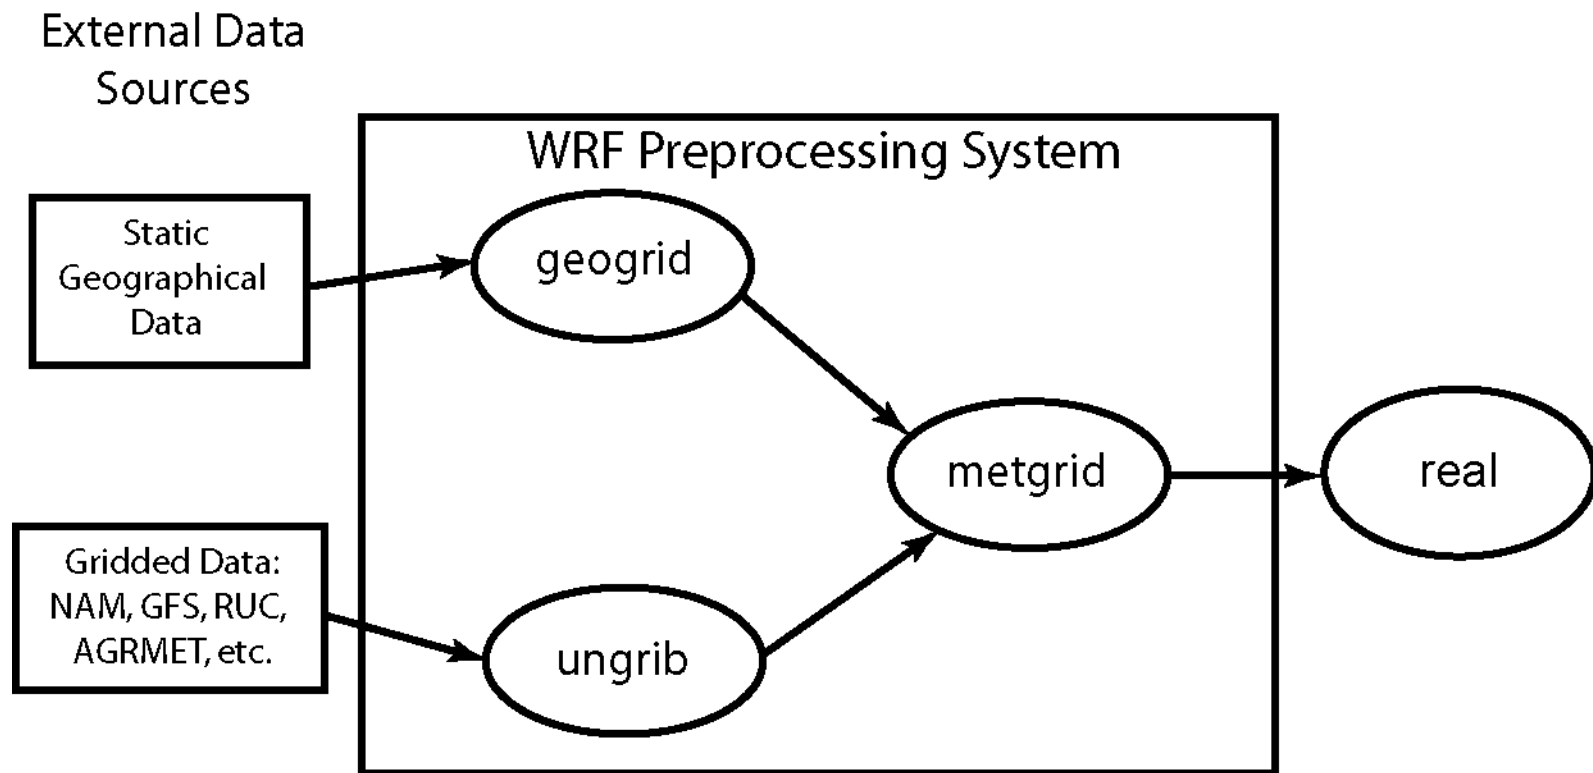 External Data
Sources
WRF Preprocessing System
Static
Geographical
Data
geogrid
metgrid
real
Gridded Data:
NAM, GFS, RUC,
AGRMET, etc.
ungrib